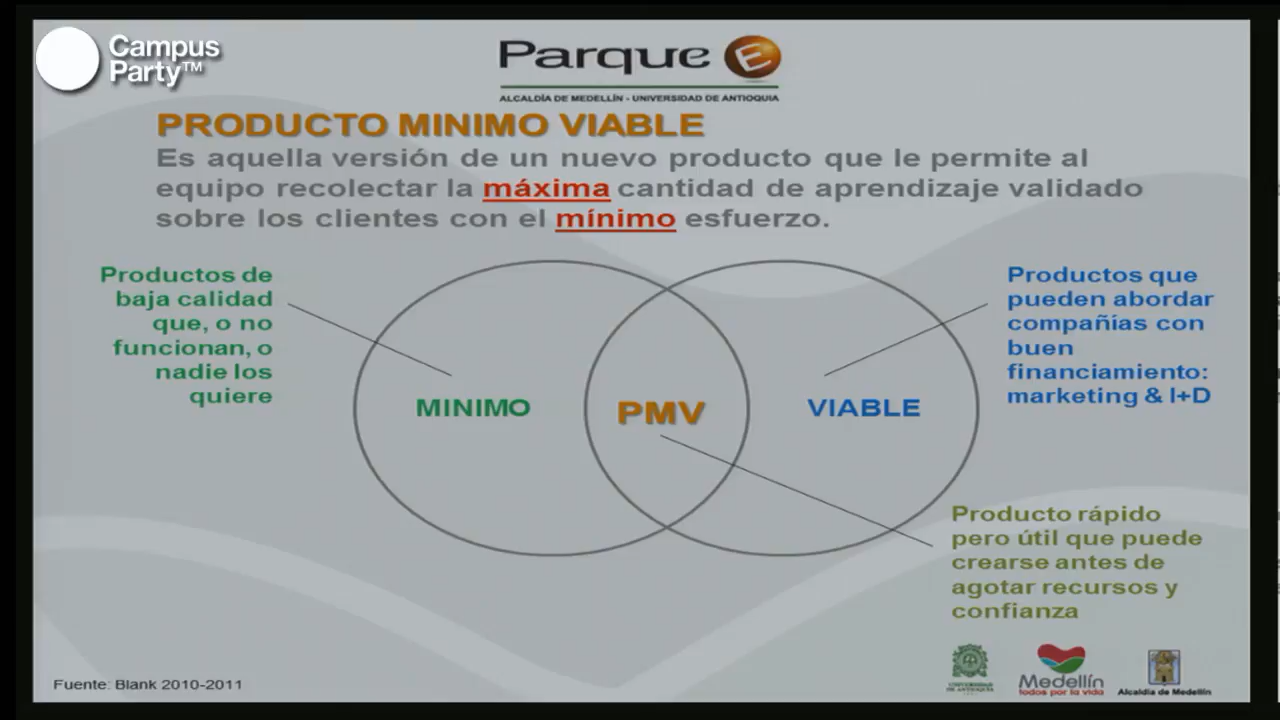 Campus
Party™
Parque E
ALCALDÍA DE MEDELLÍN - UNIVERSIDAD DE ANTIOQUIA
PRODUCTO MINIMO VIABLE
Es aquella versión de un nuevo producto que le permite al
equipo recolectar la máxima cantidad de aprendizaje validado
sobre los clientes con el mínimo esfuerzo.
Productos de
baja calidad
que, o no
funcionan, o
nadie los
quiere
Productos que
pueden abordar
compañías con
buen
financiamiento:
marketing & I+D
MINIMO
PMV
VIABLE
Producto rápido
pero útil que puede
crearse antes de
agotar recursos y
confianza
Fuente: Blank 2010-2011
UNIVERSIDAD
DE ANTIOQUIA
Medellín
todos por la vida
Alcaldía de Medellín